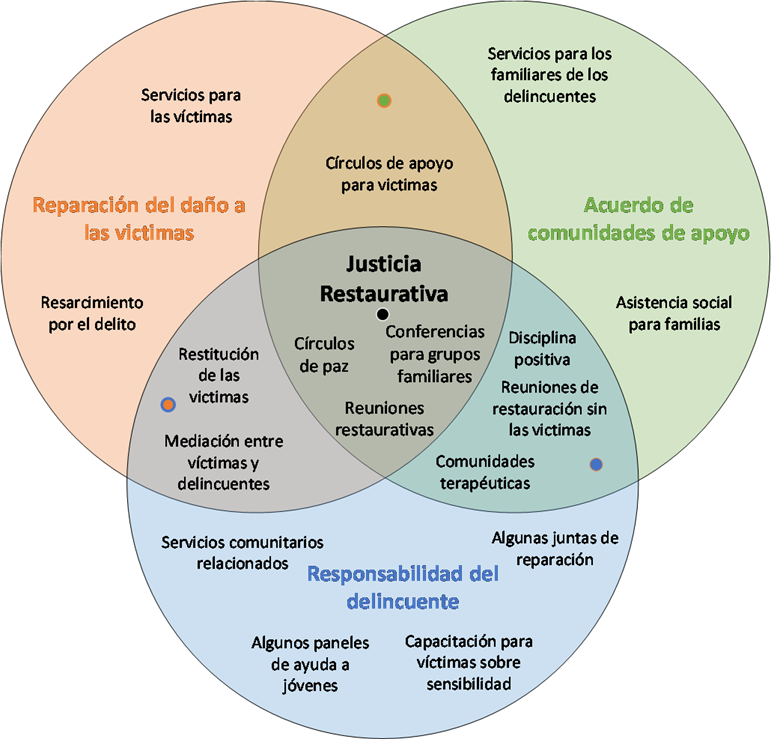 Servicios para
las víctimas
Servicios para los
familiares de los
delincuentes
Círculos de apoyo
para victimas
Reparación del daño a
las victimas
Acuerdo de
comunidades de apoyo
Justicia
Restaurativa
Resarcimiento
por el delito
Asistencia social
para familias
Círculos
de paz
Conferencias
para grupos
familiares
Disciplina
positiva
Restitución
de las
victimas
Reuniones de
restauración sin
las victimas
Reuniones
restaurativas
Mediación entre
víctimas y
delincuentes
Comunidades
terapéuticas
Servicios comunitarios
relacionados
Algunas juntas de
reparación
Responsabilidad del
delincuente
Algunos paneles
de ayuda a
jóvenes
Capacitación para
víctimas sobre
sensibilidad